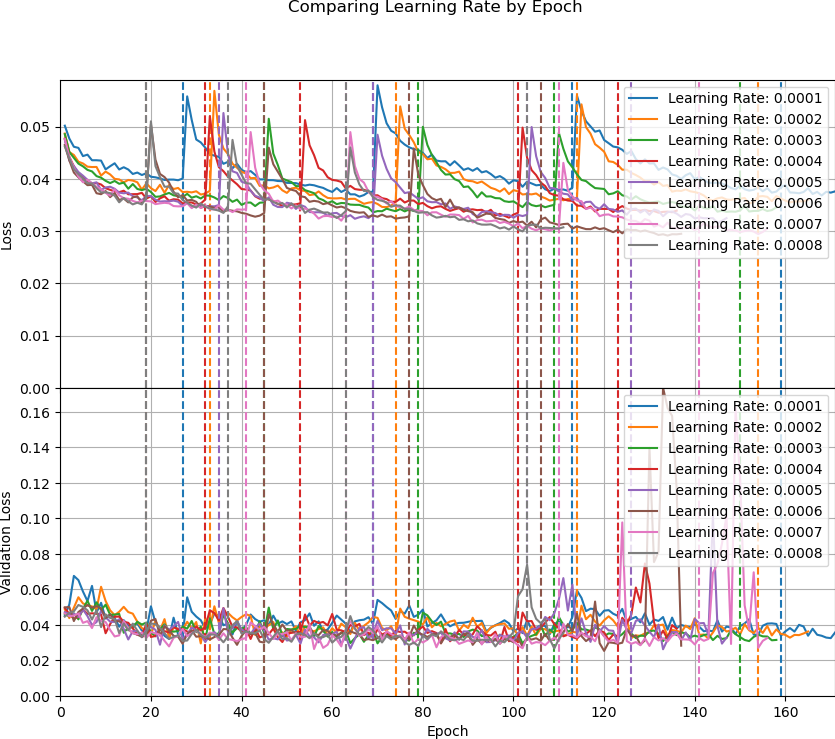 Comparing Learning Rate by Epoch
Loss
0.05
0.04
0.03
0.02
0.01
0.00
Learning Rate: 0.0001
Learning Rate: 0.0002
Learning Rate: 0.0003
Learning Rate: 0.0004
Learning Rate: 0.0005
Learning Rate: 0.0006
Learning Rate: 0.0007
Learning Rate: 0.0008
Validation Loss
0.16
0.14
0.12
0.10
0.08
0.06
0.04
0.02
0.00
Learning Rate: 0.0001
Learning Rate: 0.0002
Learning Rate: 0.0003
Learning Rate: 0.0004
Learning Rate: 0.0005
Learning Rate: 0.0006
Learning Rate: 0.0007
Learning Rate: 0.0008
0 20 40 60 80 100 120 140 160
Epoch